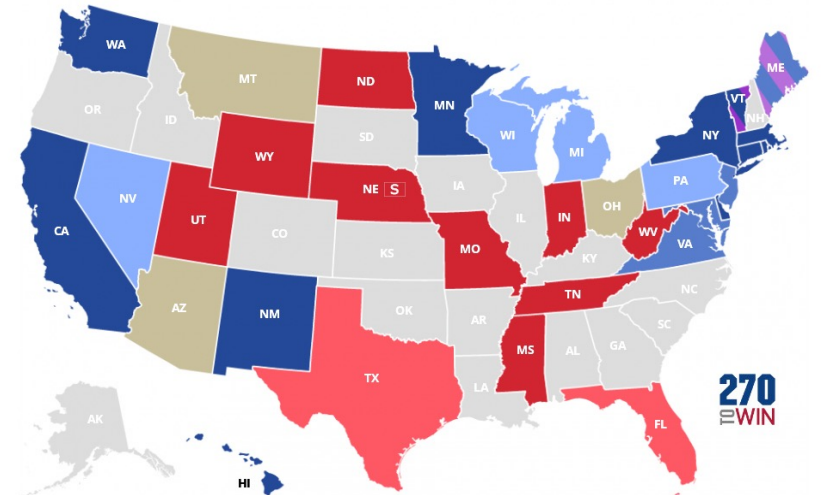 WA
MT
ND
MN
OR
ID
SD
WI
MI
ME
VT
NH
NY
WY
IA
NE S
PA
NV
UT
CO
IL
IN
OH
WV
VA
CA
KS
MO
KY
AZ
NM
OK
AR
TN
NC
SC
MS
AL
GA
TX
LA
FL
AK
HI
270
TO WIN